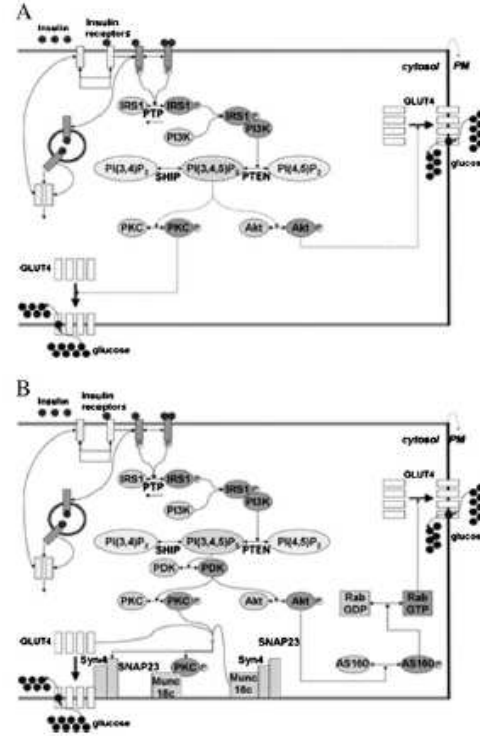 A
Insulin
Insulin
receptors
cytosol PM
GLUT4
IRS1 IRS1 IRS1
PTP
PI3K PI3K
PI(3,4)P2 PI(3,4,5)P3 PI(4,5)P2
SHIP PTEN
glucose
PKC PKC Akt Akt
GLUT4
glucose
B
Insulin
Insulin
receptors
cytosol PM
GLUT4
IRS1 IRS1 IRS1
PTP
PI3K PI3K
PI(3,4)P2 PI(3,4,5)P3 PI(4,5)P2
SHIP PTEN
glucose
PDK PDK
PKC PKC Akt Akt
Rab
GDP
Rab
GTP
GLUT4
Syn4
SNAP23
PKC
Munc
18c
Syn4
SNAP23
Munc
18c
AS160 AS160
glucose